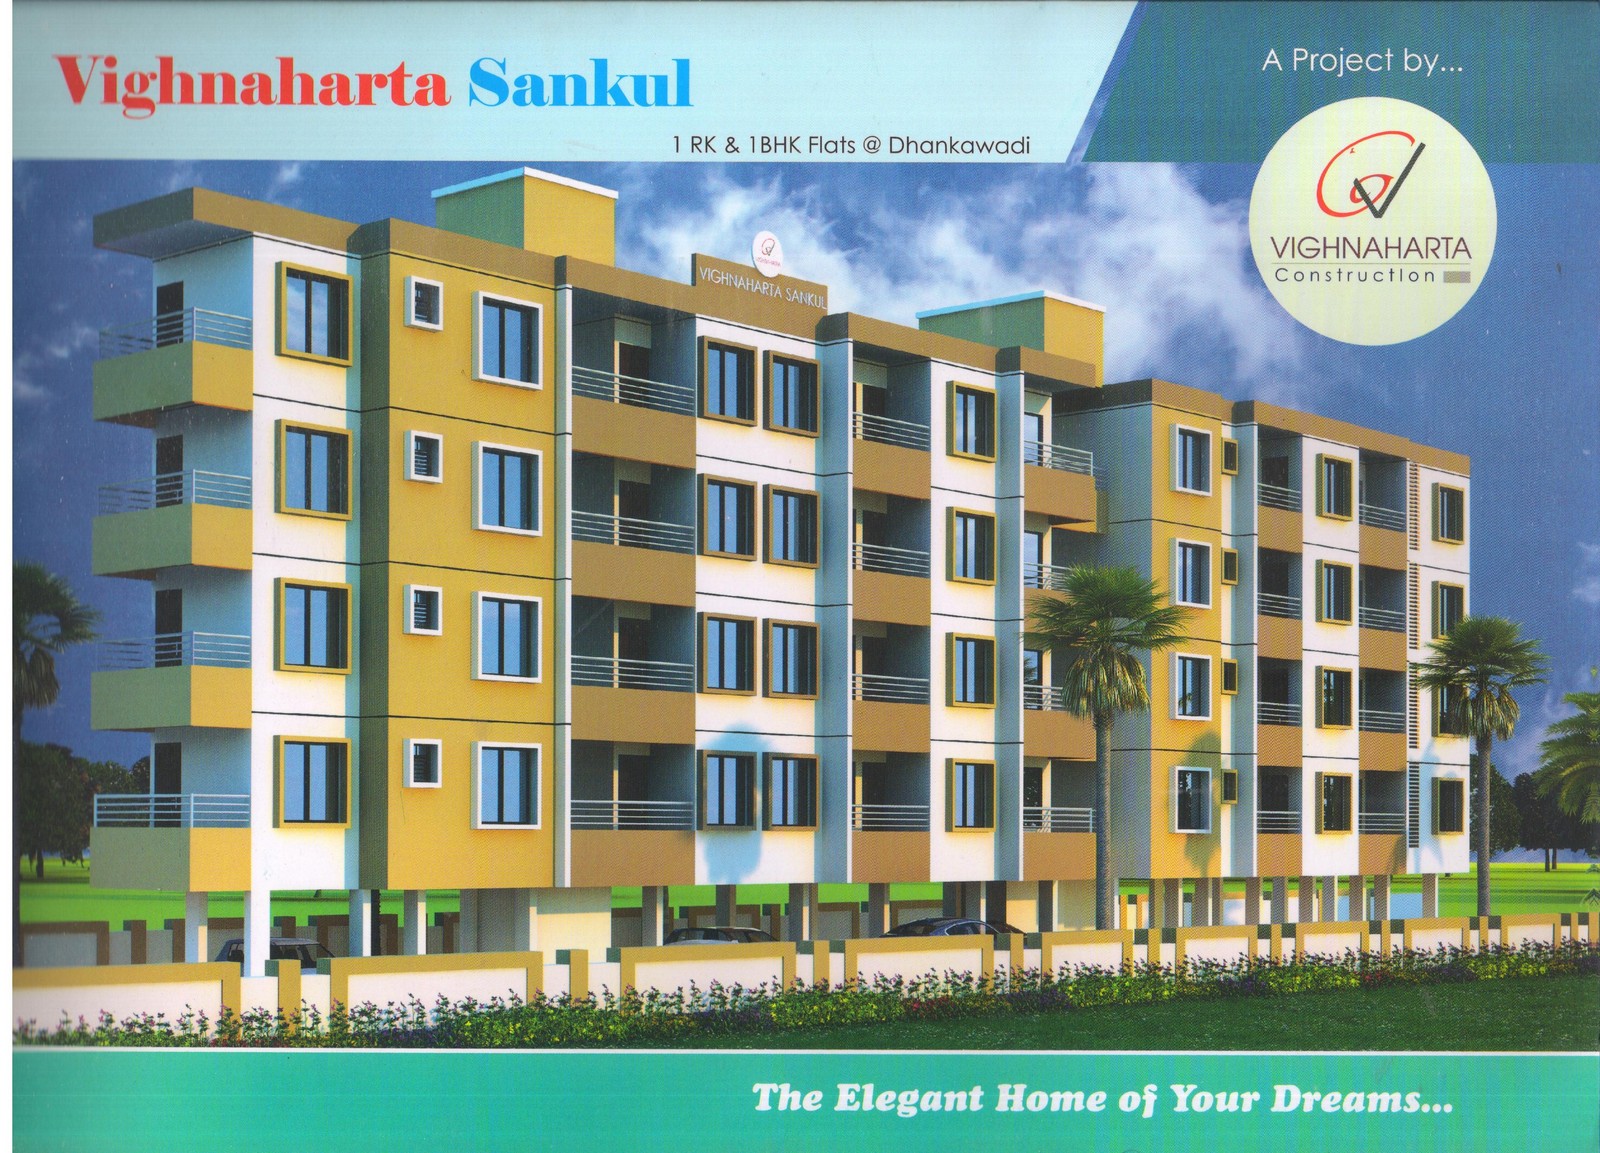 Vighnaharta Sankul
1 RK & 1BHK Flats @ Dhankawadi
A Project by...
VIGHNAHARTA
Construction
VIGHNAHARTA SANKUL
The Elegant Home of Your Dreams...